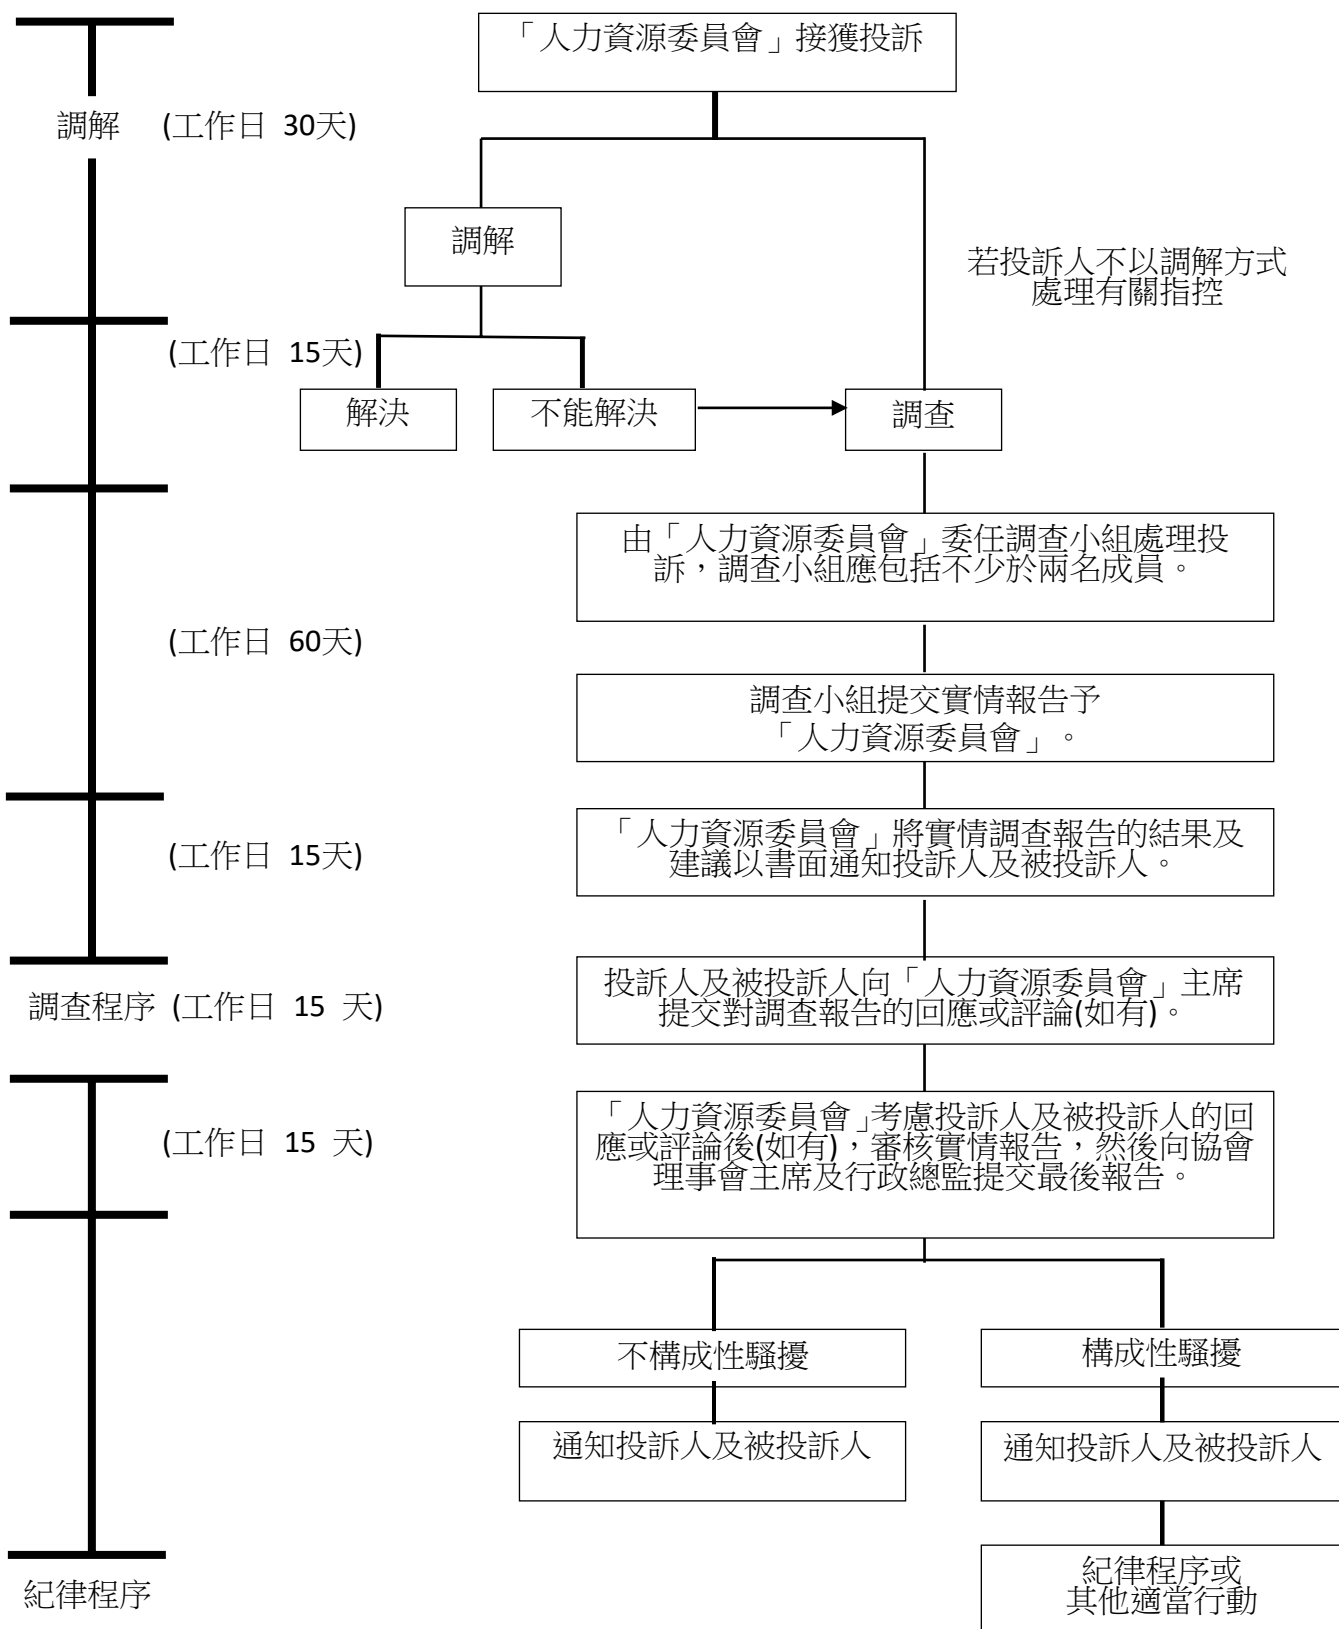 「人力資源委員會」接獲投訴
調解 (工作日 30天)
調解
若投訴人不以調解方式
處理有關指控
(工作日 15天)
解決
不能解決
調查
由「人力資源委員會」委任調查小組處理投
訴，調查小組應包括不少於兩名成員。
(工作日 60天)
調查小組提交實情報告予
「人力資源委員會」。
「人力資源委員會」將實情調查報告的結果及
建議以書面通知投訴人及被投訴人。
(工作日 15天)
投訴人及被投訴人向「人力資源委員會」主席
提交對調查報告的回應或評論(如有)。
調查程序 (工作日 15 天)
「人力資源委員會」考慮投訴人及被投訴人的回
應或評論後(如有)，審核實情報告，然後向協會
理事會主席及行政總監提交最後報告。
(工作日 15 天)
不構成性騷擾
構成性騷擾
通知投訴人及被投訴人
通知投訴人及被投訴人
紀律程序或
其他適當行動
紀律程序